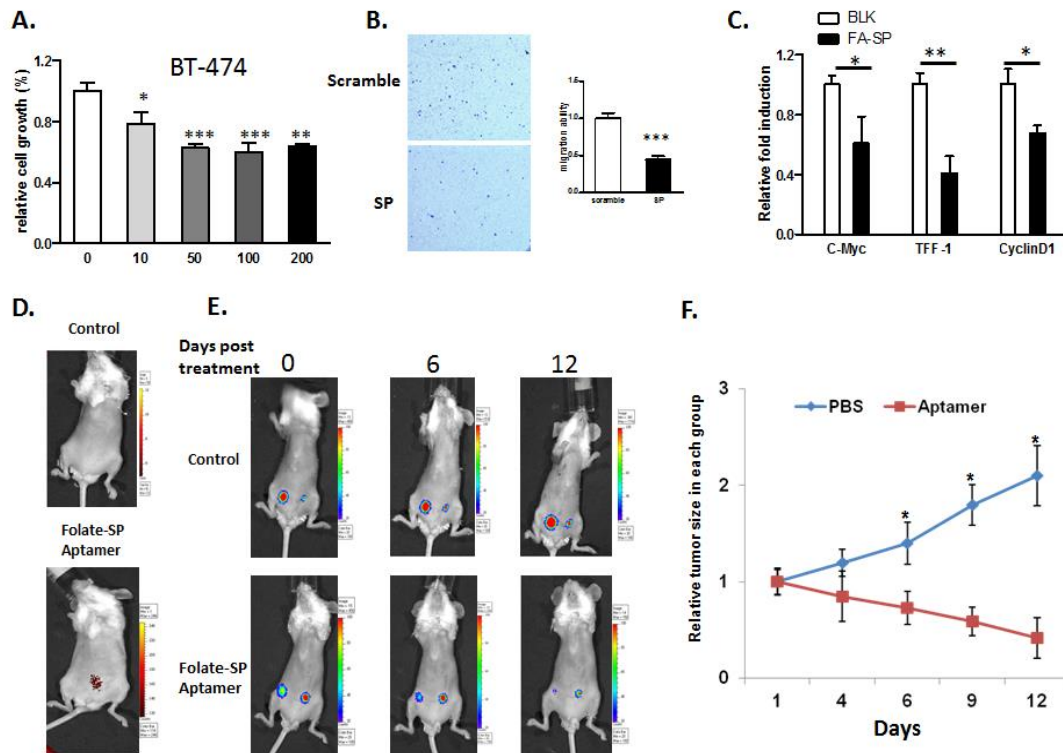 A.
BT-474
relative cell growth (%)
1.2
0.8
0.4
0.0
*
***
***
**
0 10 50 100 200
B.
Scramble
SP
migration ability
1.5
1.0
0.5
0.0
***
scramble SP
C.
BLK
FA-SP
Relative fold induction
1.2
0.8
0.4
0.0
*
**
*
C-Myc TFF-1 CyclinD1
D.
Control
Folate-SP
Aptamer
E.
Days post
treatment
0 6 12
Control
Folate-SP
Aptamer
F.
PBS Aptamer
Relative tumor size in each group
3
2
1
0
*
*
*
1 4 6 9 12
Days